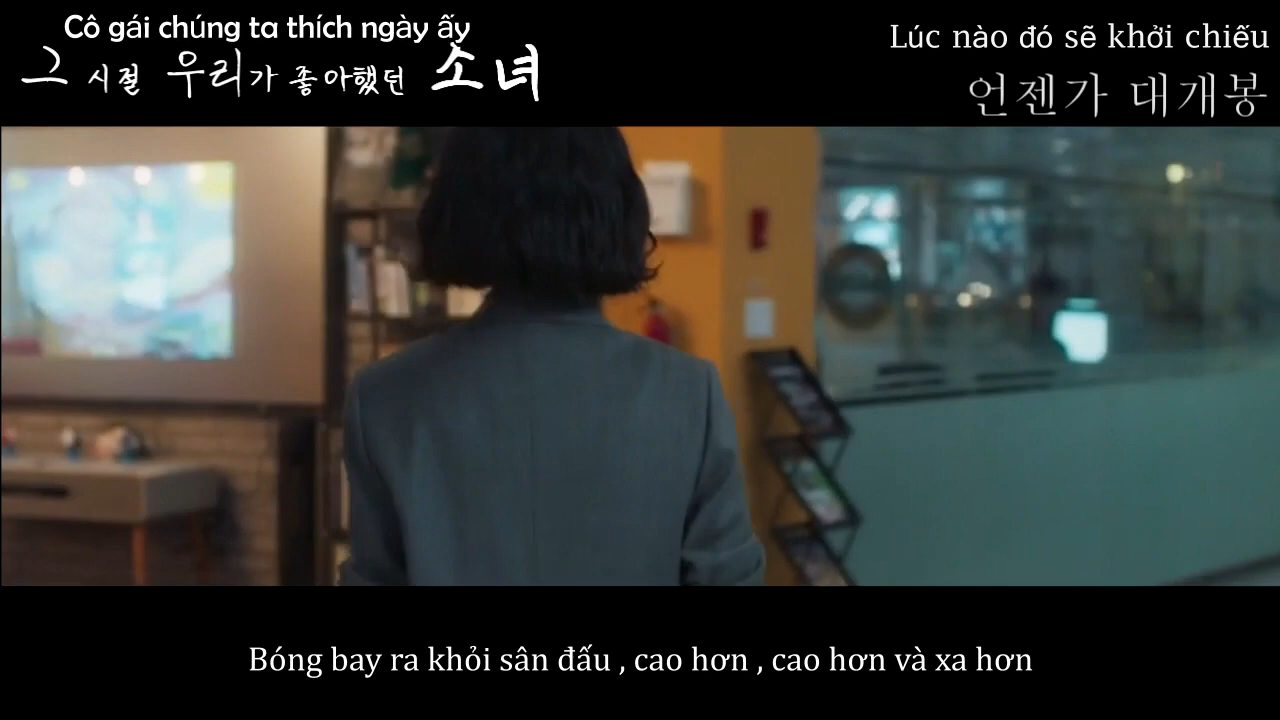 Cô gái chúng ta thích ngày ấy
그 시절 우리가 좋아했던 소녀
Lúc nào đó sẽ khởi chiếu
언젠가 대개봉
Bóng bay ra khỏi sân đấu , cao hơn , cao hơn và xa hơn